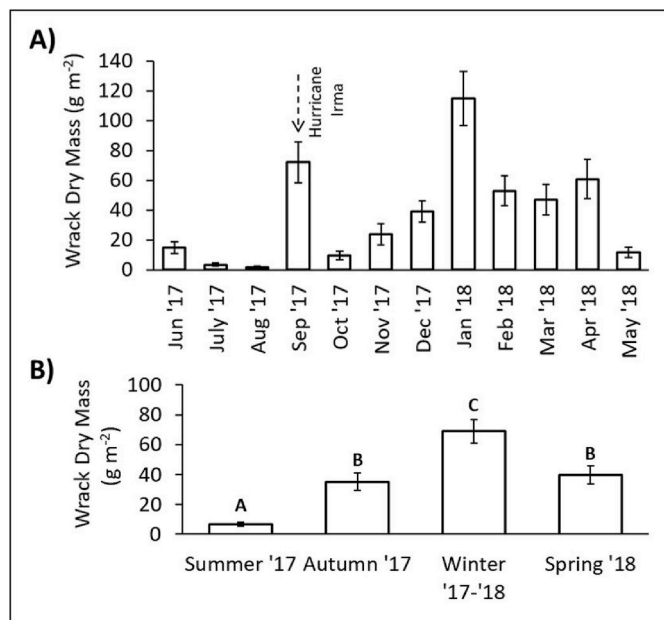 A)
Wrack Dry Mass (g m⁻²)
140
120
100
80
60
40
20
0
Hurricane
Irma
Jun '17
July '17
Aug '17
Sep '17
Oct '17
Nov '17
Dec '17
Jan '18
Feb '18
Mar '18
Apr '18
May '18
B)
Wrack Dry Mass
(g m⁻²)
100
80
60
40
20
0
A
B
C
B
Summer '17 Autumn '17 Winter Spring '18
'17-'18